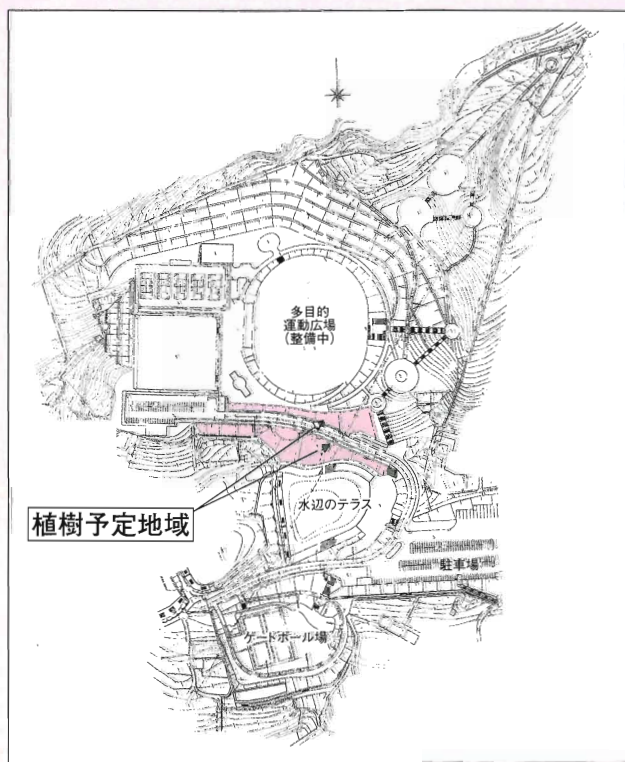 多目的
運動広場
(整備中)
植樹予定地域
水辺のテラス
駐車場
ゲートボール場